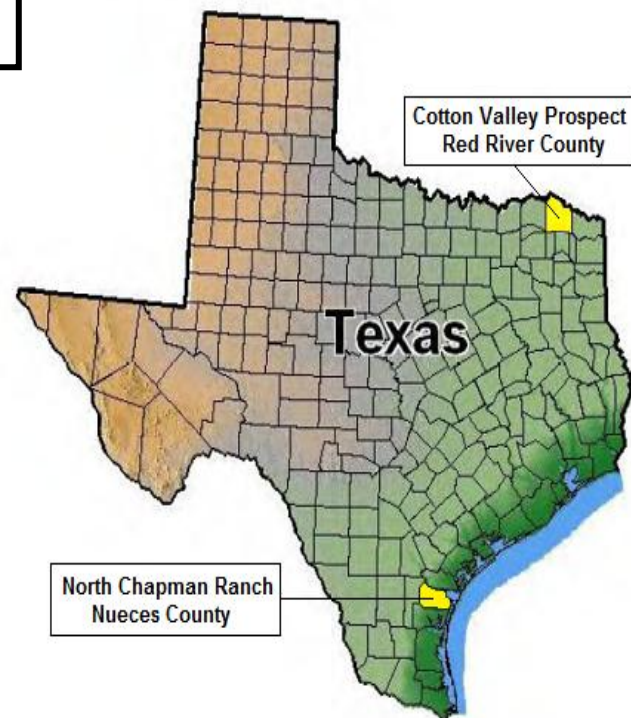 Cotton Valley Prospect
Red River County
Texas
North Chapman Ranch
Nueces County